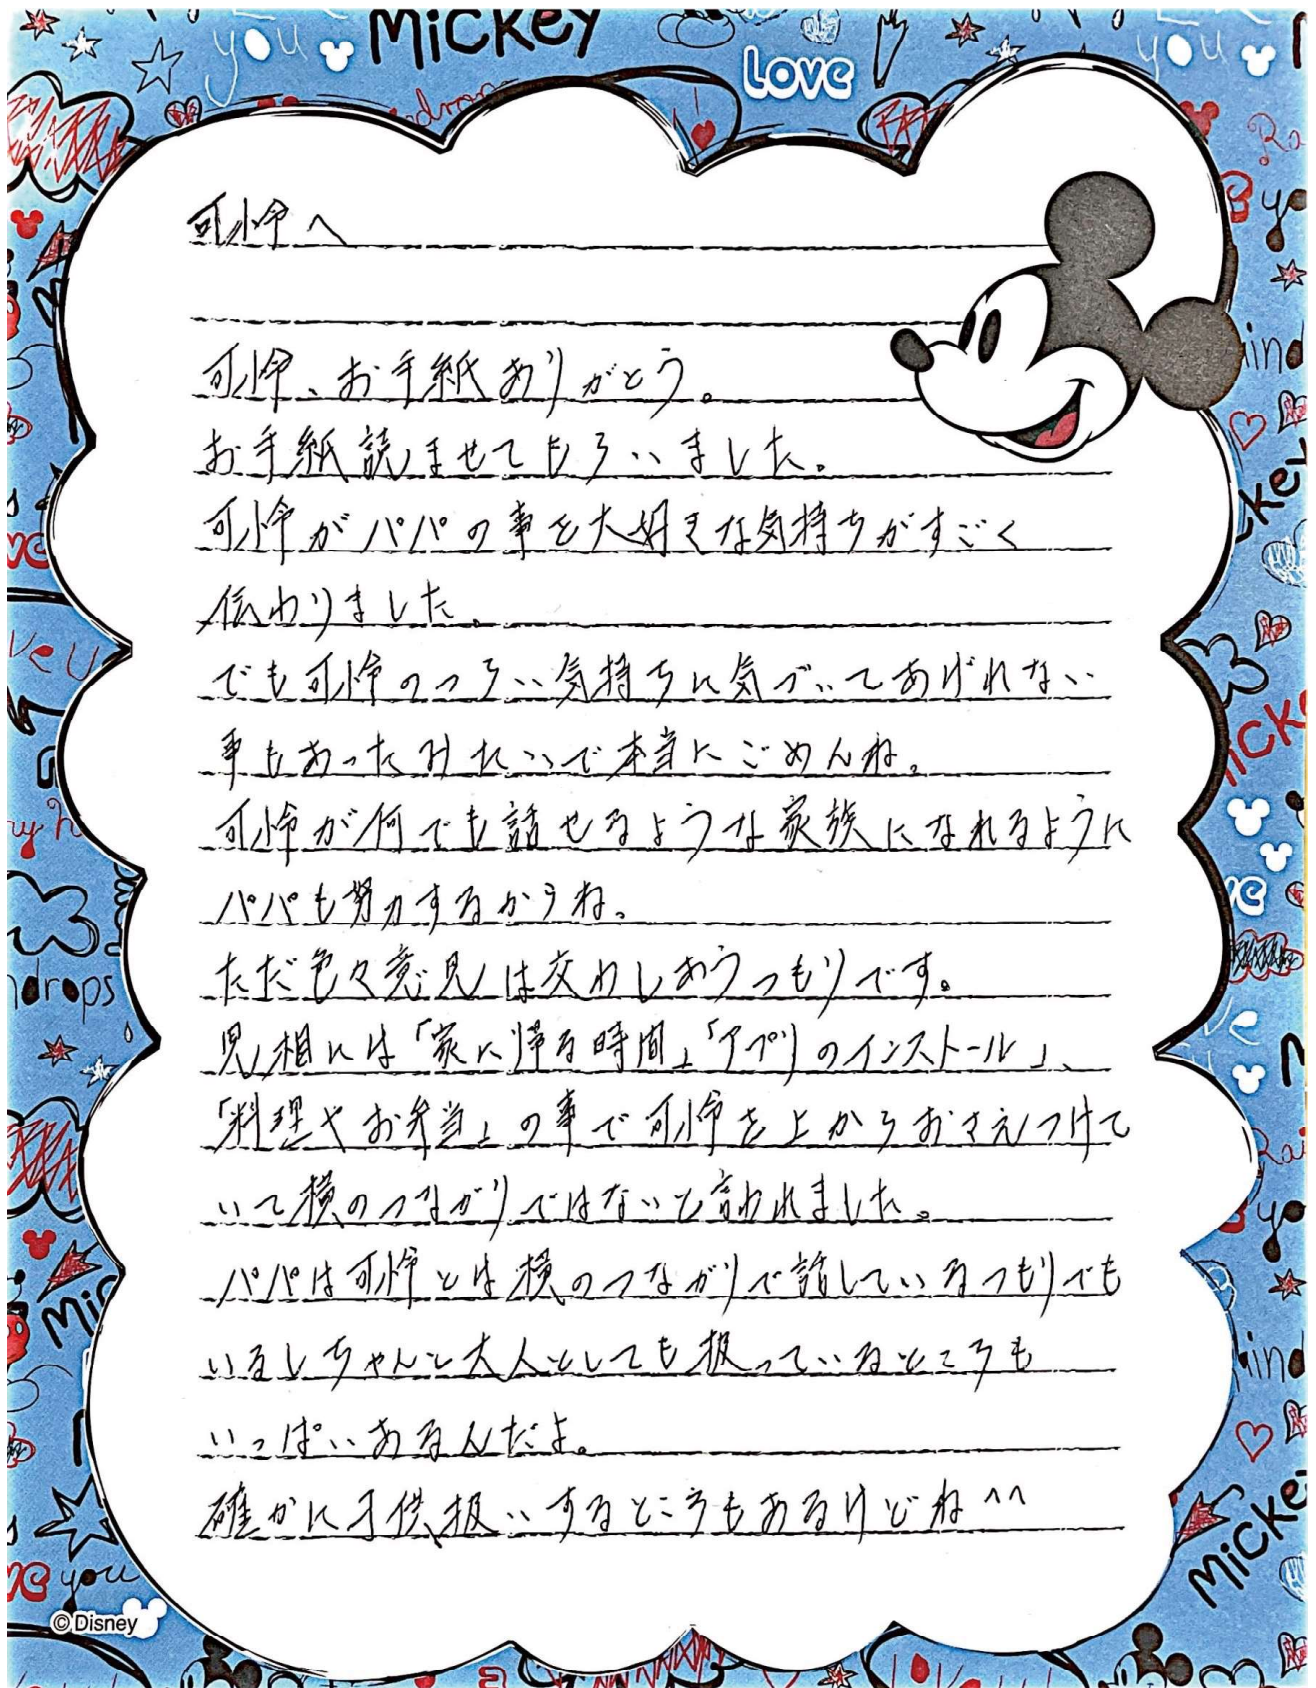 可怜へ
可怜、お手紙ありがとう。
お手紙読ませてもらいました。
可怜がパパの事を大好きな気持ちがすごく
伝わりました。
でも可怜のつらい気持ちに気づいてあげれない
事もあったみたいで本当にごめんね。
可怜が何でも話せるような家族になれるように
パパも努力するからね。
ただ色々意見は交わしあうつもりです。
児相には「家に帰る時間」「アプリのインストール」、
「料理やお弁当」の事で可怜を上からおさえつけて
いて横のつながりではないと言われました。
パパは可怜とは横のつながりで話しているつもりでも
いるしちゃんと大人としても扱っているところも
いっぱいあるんだよ。
確かに子供扱いするところもあるけどね^^
©Disney
Mickey
Love
you
Mickey
ndrops